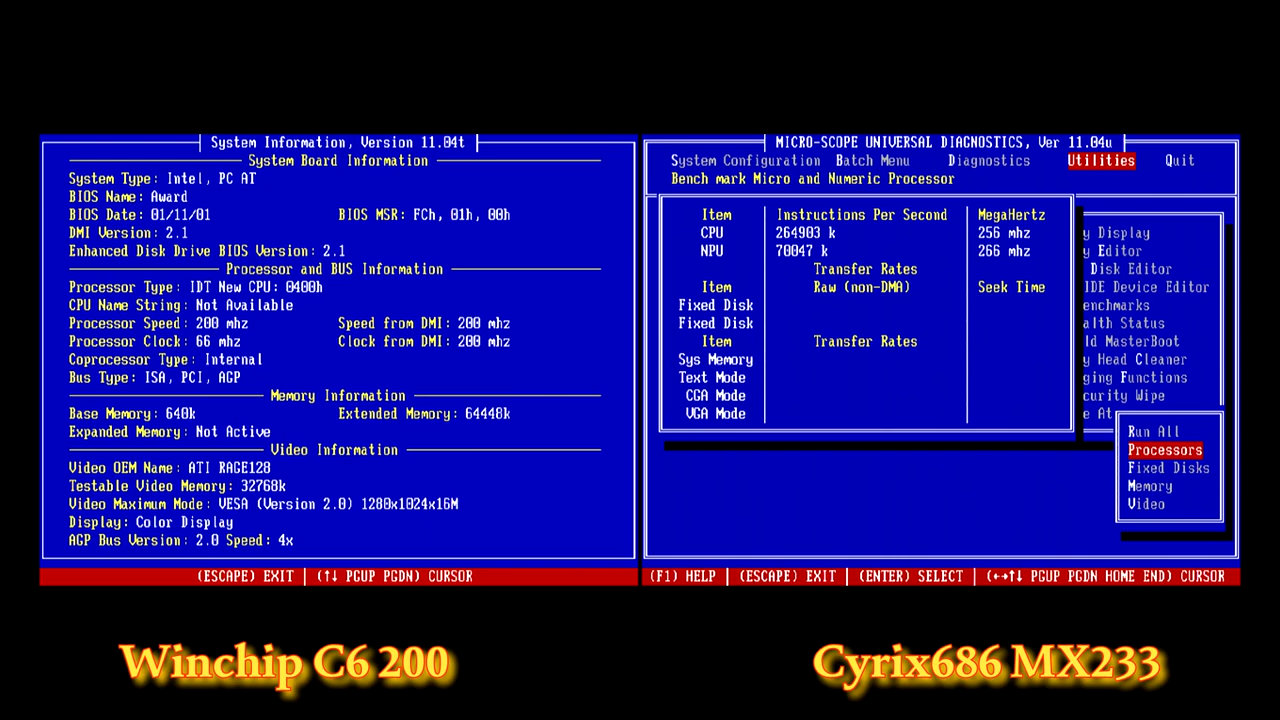 System Information, Version 11.04t
System Board Information
System Type: Intel, PC AT
BIOS Name: Award
BIOS Date: 01/11/01 BIOS MSR: FCh, 01h, 00h
DMI Version: 2.1
Enhanced Disk Drive BIOS Version: 2.1
Processor and BUS Information
Processor Type: IDT New CPU: 0400h
CPU Name String: Not Available
Processor Speed: 200 mhz Speed from DMI: 200 mhz
Processor Clock: 66 mhz Clock from DMI: 200 mhz
Coprocessor Type: Internal
Bus Type: ISA, PCI, AGP
Memory Information
Base Memory: 640k Extended Memory: 64448k
Expanded Memory: Not Active
Video Information
Video OEM Name: ATI RAGE128
Testable Video Memory: 32768k
Video Maximum Mode: VESA (Version 2.0) 1280x1024x16M
Display: Color Display
AGP Bus Version: 2.0 Speed: 4x
(ESCAPE) EXIT (↑↓ PGUP PGDN) CURSOR
MICRO-SCOPE UNIVERSAL DIAGNOSTICS, Ver 11.04u
System Configuration Batch Menu Diagnostics Utilities Quit
Bench mark Micro and Numeric Processor
Item Instructions Per Second MegaHertz
CPU 264903 k 256 mhz
NPU 70047 k 266 mhz
Transfer Rates
Item Raw (non-DMA) Seek Time
Fixed Disk
Fixed Disk
Item Transfer Rates
Sys Memory
Text Mode
CGA Mode
VGA Mode
y Display
y Editor
Disk Editor
IDE Device Editor
enchmarks
alth Status
ld MasterBoot
y Head Cleaner
ging Functions
curity Wipe
e At
Run All
Processors
Fixed Disks
Memory
Video
(F1) HELP (ESCAPE) EXIT (ENTER) SELECT (←→↑↓ PGUP PGDN HOME END) CURSOR
Winchip C6 200
Cyrix686 MX233